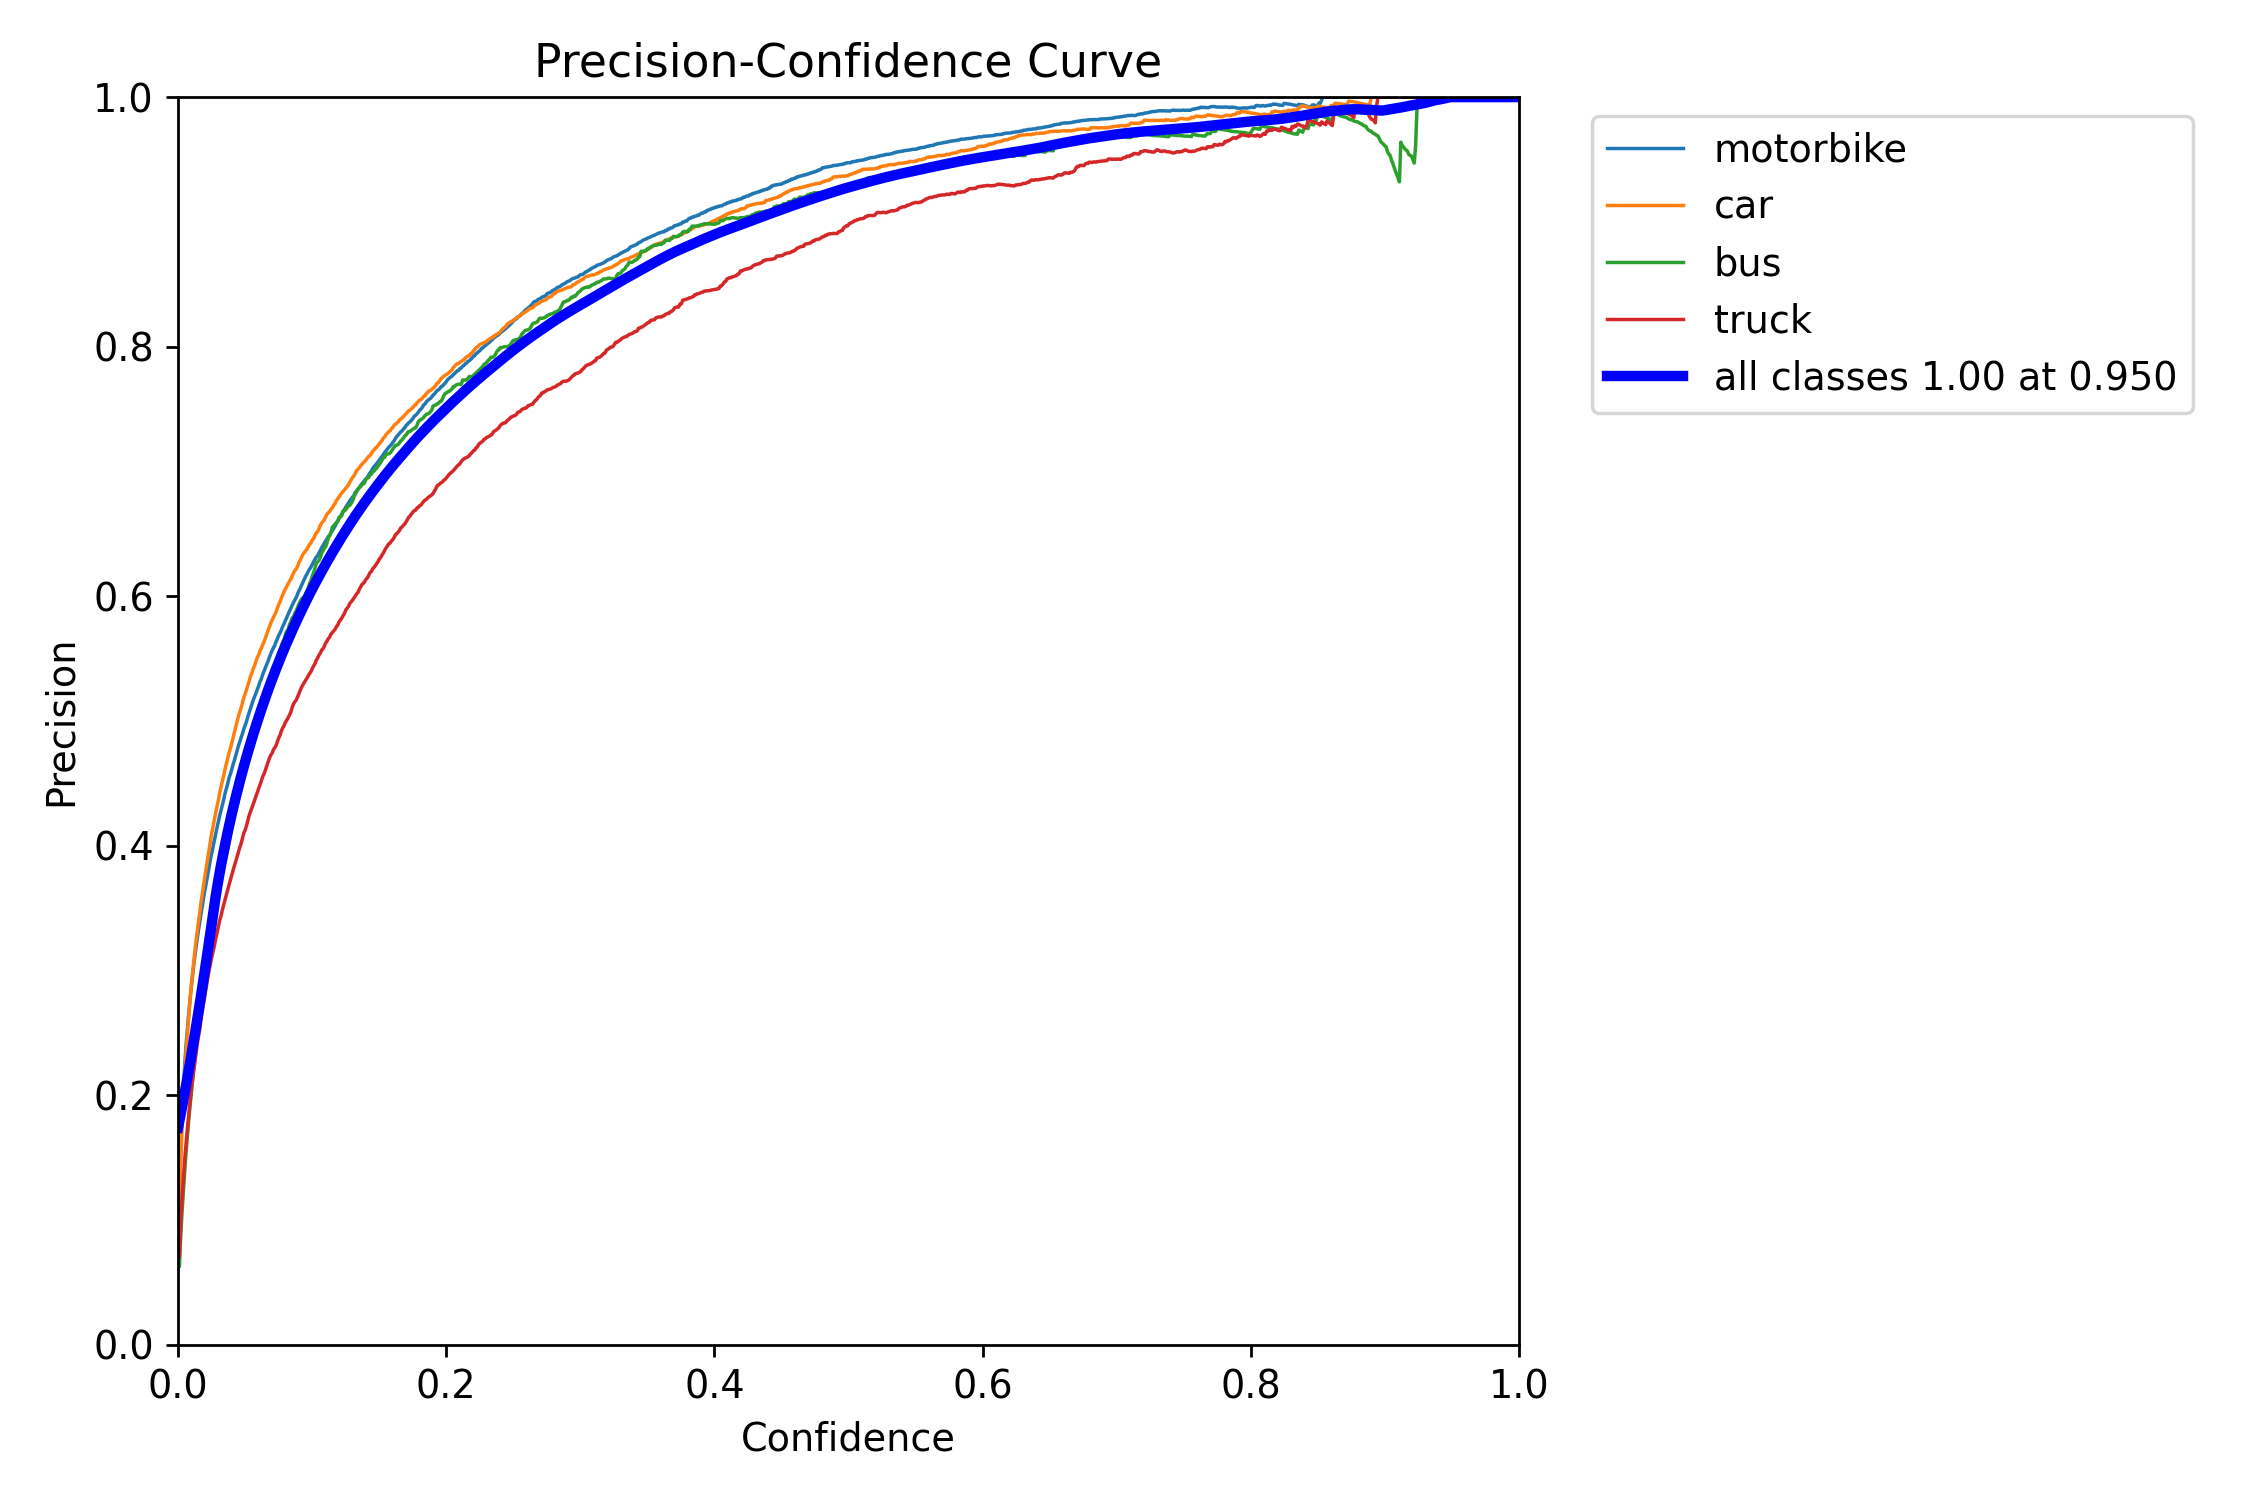 Precision-Confidence Curve
1.0
0.8
0.6
0.4
0.2
0.0
Precision
0.0 0.2 0.4 0.6 0.8 1.0
Confidence
motorbike
car
bus
truck
all classes 1.00 at 0.950